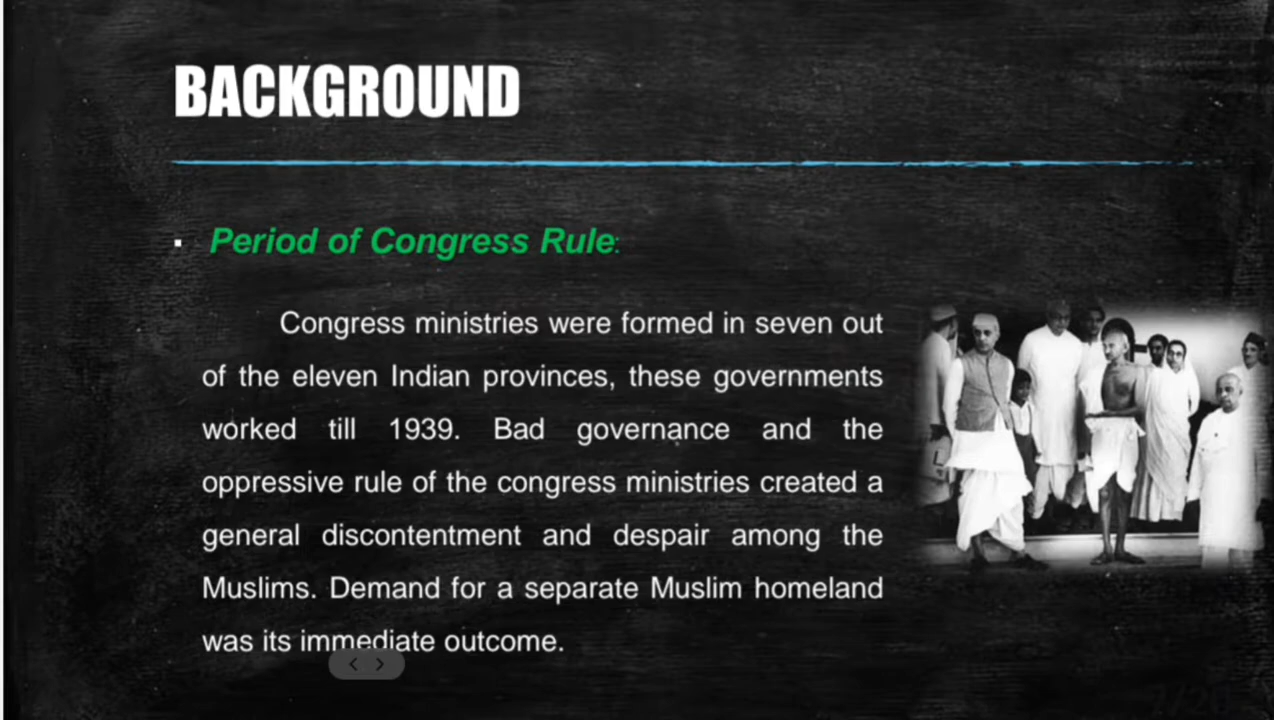 BACKGROUND
▪ Period of Congress Rule:
Congress ministries were formed in seven out
of the eleven Indian provinces, these governments
worked till 1939. Bad governance and the
oppressive rule of the congress ministries created a
general discontentment and despair among the
Muslims. Demand for a separate Muslim homeland
was its immediate outcome.